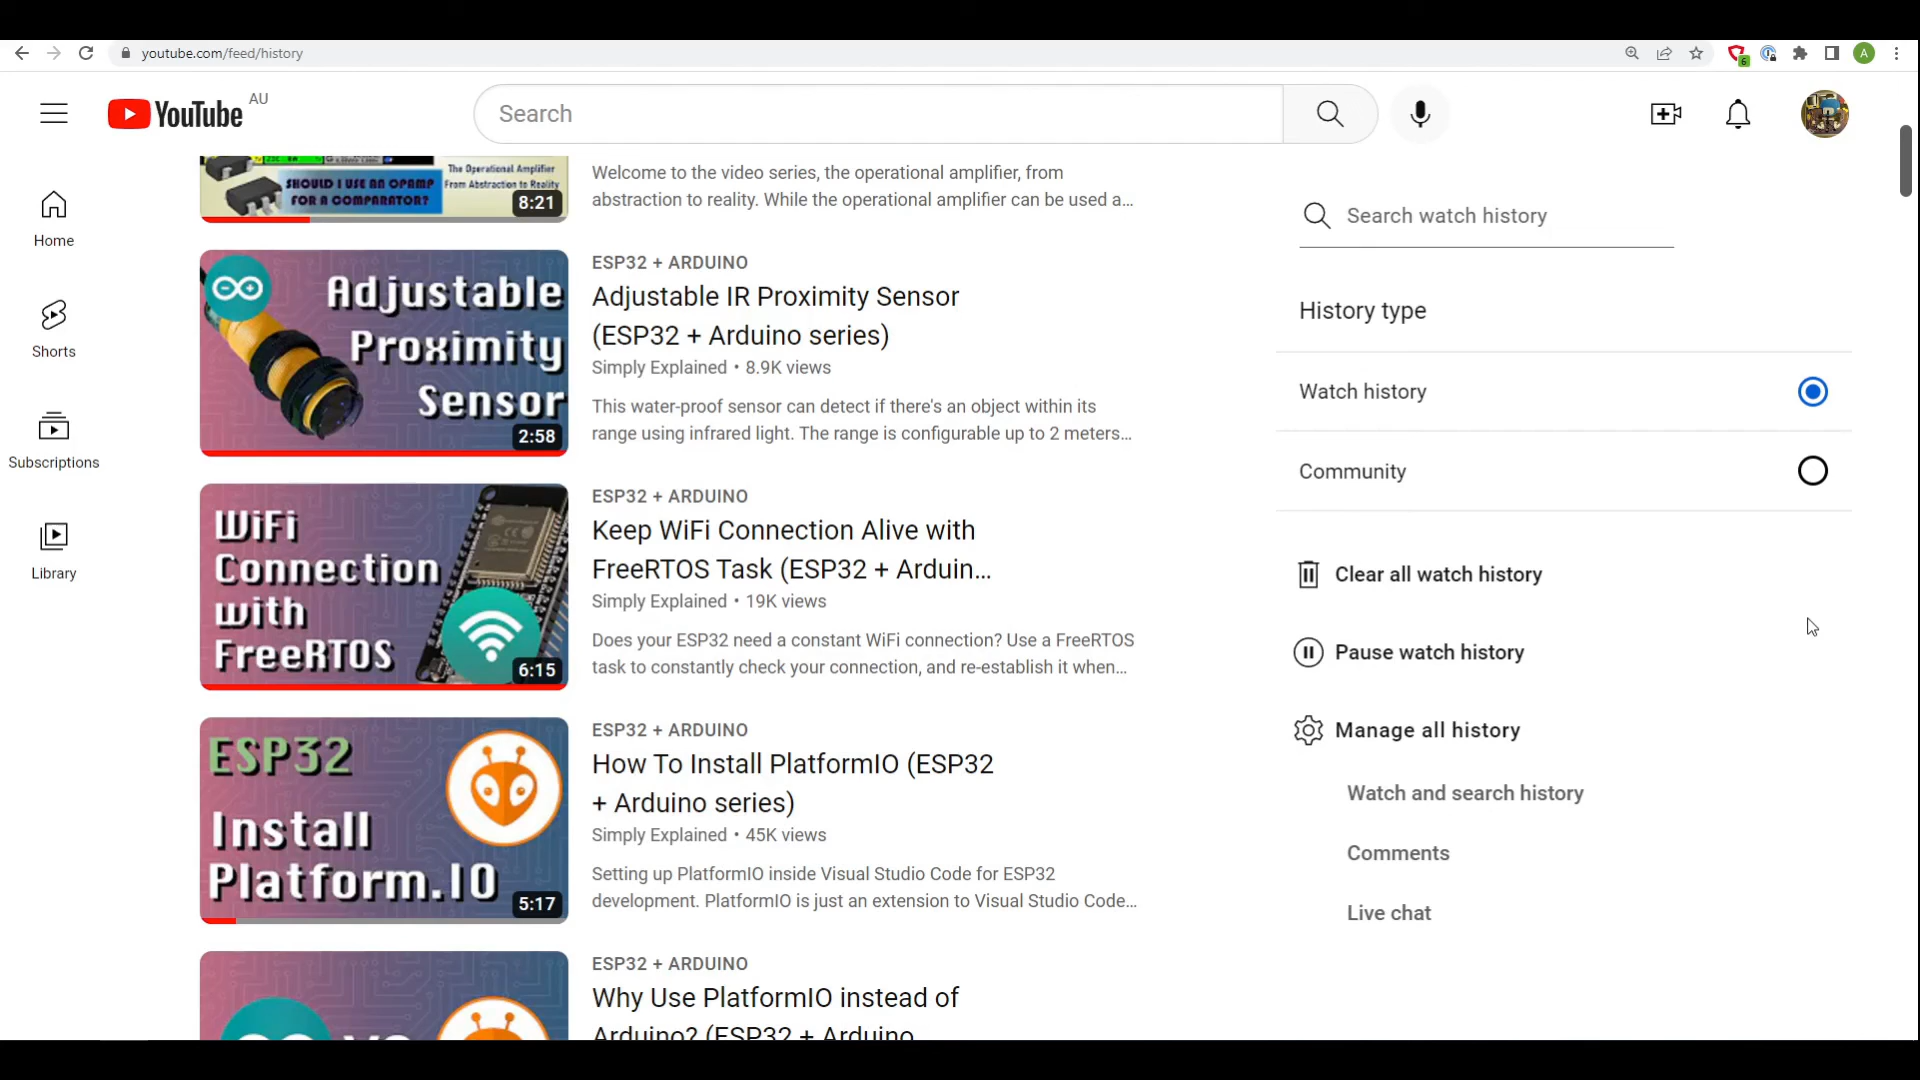 youtube.com/feed/history
6
A
YouTube
AU
Search
Home
Shorts
Subscriptions
Library
The Operational Amplifier
From Abstraction to Reality
SHOULD I USE AN OPAMP
FOR A COMPARATOR?
8:21
Welcome to the video series, the operational amplifier, from
abstraction to reality. While the operational amplifier can be used a...
Adjustable
Proximity
Sensor
2:58
ESP32 + ARDUINO
Adjustable IR Proximity Sensor
(ESP32 + Arduino series)
Simply Explained • 8.9K views
This water-proof sensor can detect if there's an object within its
range using infrared light. The range is configurable up to 2 meters...
WiFi
Connection
with
FreeRTOS
6:15
ESP32 + ARDUINO
Keep WiFi Connection Alive with
FreeRTOS Task (ESP32 + Arduin...
Simply Explained • 19K views
Does your ESP32 need a constant WiFi connection? Use a FreeRTOS
task to constantly check your connection, and re-establish it when...
ESP32
Install
Platform.IO
5:17
ESP32 + ARDUINO
How To Install PlatformIO (ESP32
+ Arduino series)
Simply Explained • 45K views
Setting up PlatformIO inside Visual Studio Code for ESP32
development. PlatformIO is just an extension to Visual Studio Code...
ESP32 + ARDUINO
Why Use PlatformIO instead of
Arduino? (ESP32 + Arduino
Search watch history
History type
Watch history
Community
Clear all watch history
Pause watch history
Manage all history
Watch and search history
Comments
Live chat